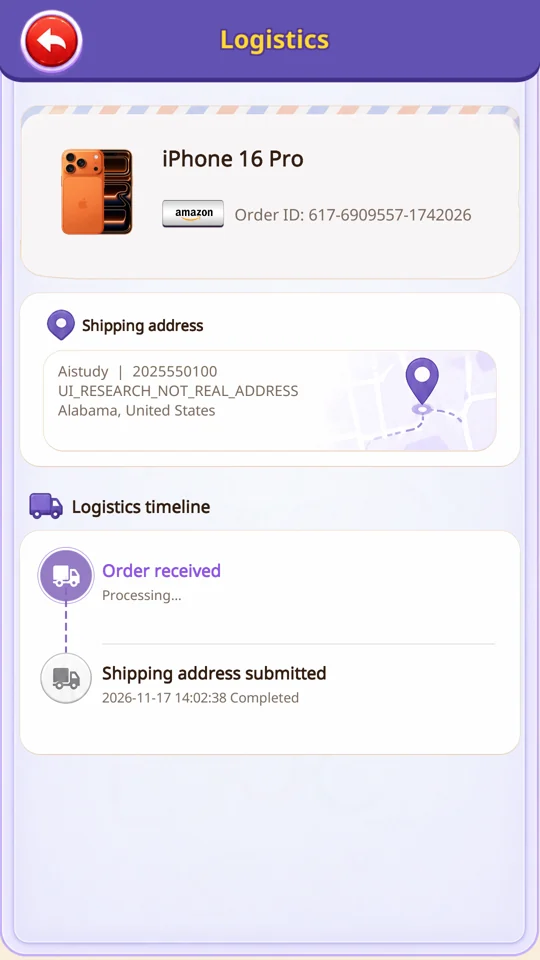 Logistics
iPhone 16 Pro
amazon
Order ID: 617-6909557-1742026
Shipping address
Aistudy | 2025550100
UI_RESEARCH_NOT_REAL_ADDRESS
Alabama, United States
Logistics timeline
Order received
Processing...
Shipping address submitted
2026-11-17 14:02:38 Completed